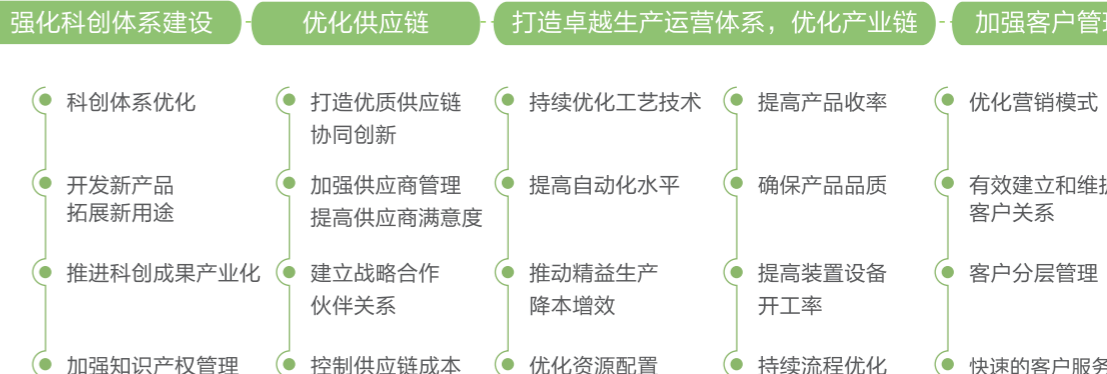 强化科创体系建设
优化供应链
打造卓越生产运营体系，优化产业链
加强客户管
科创体系优化
开发新产品
拓展新用途
推进科创成果产业化
加强知识产权管理
打造优质供应链
协同创新
加强供应商管理
提高供应商满意度
建立战略合作
伙伴关系
控制供应链成本
持续优化工艺技术
提高自动化水平
推动精益生产
降本增效
优化资源配置
提高产品收率
确保产品品质
提高装置设备
开工率
持续流程优化
优化营销模式
有效建立和维
客户关系
客户分层管理
快速的客户服务